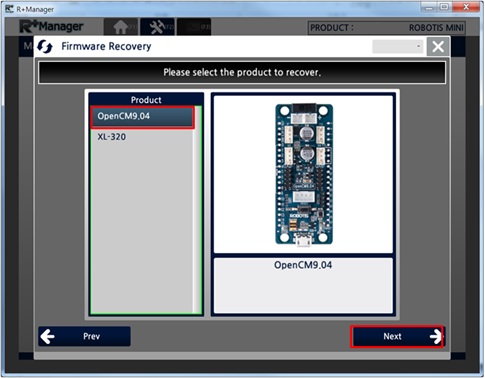 R+Manager
R+Manager
PRODUCT :
ROBOTIS MINI
Firmware Recovery
Please select the product to recover.
Product
OpenCM9.04
XL-320
ROBOTIS
OpenCM9.04
Prev
Next